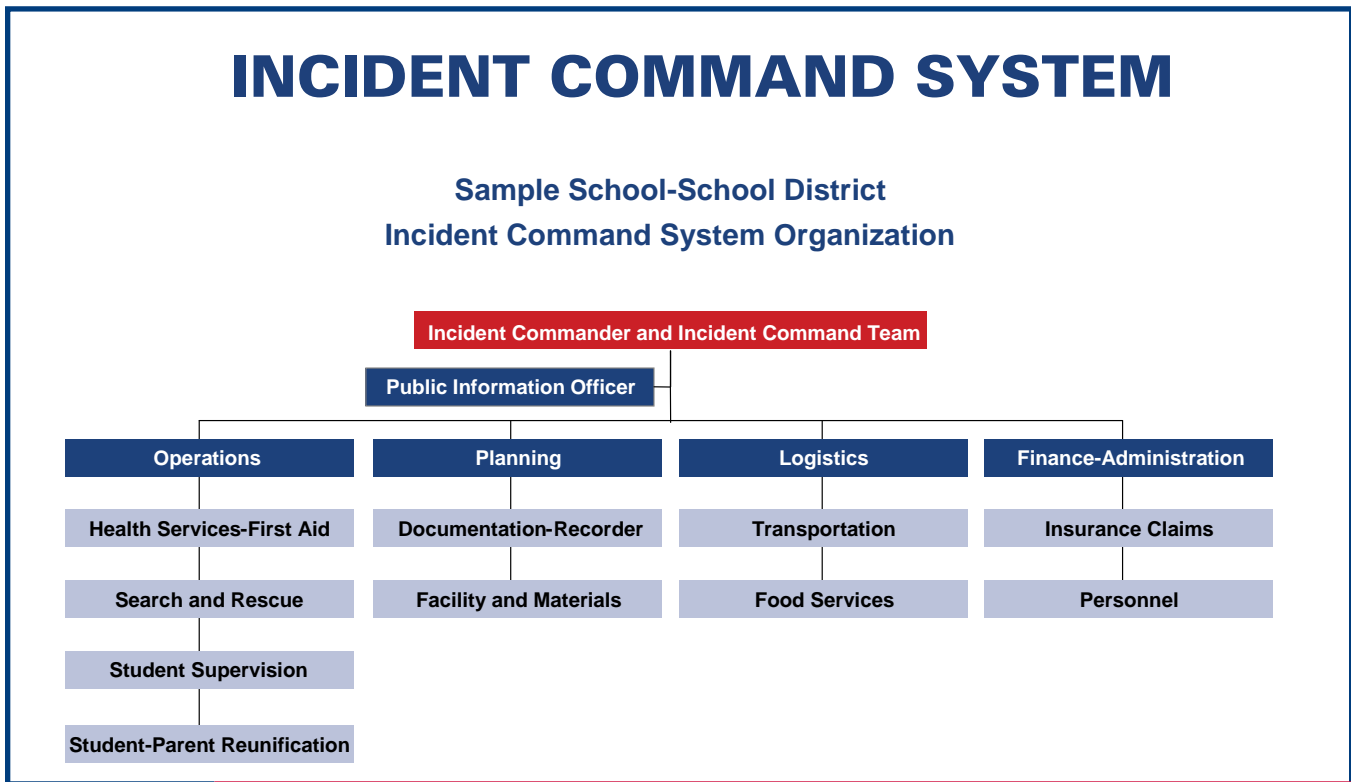 INCIDENT COMMAND SYSTEM
Sample School-School District
Incident Command System Organization
Incident Commander and Incident Command Team
Public Information Officer
Operations
Planning
Logistics
Finance-Administration
Health Services-First Aid
Documentation-Recorder
Transportation
Insurance Claims
Search and Rescue
Facility and Materials
Food Services
Personnel
Student Supervision
Student-Parent Reunification